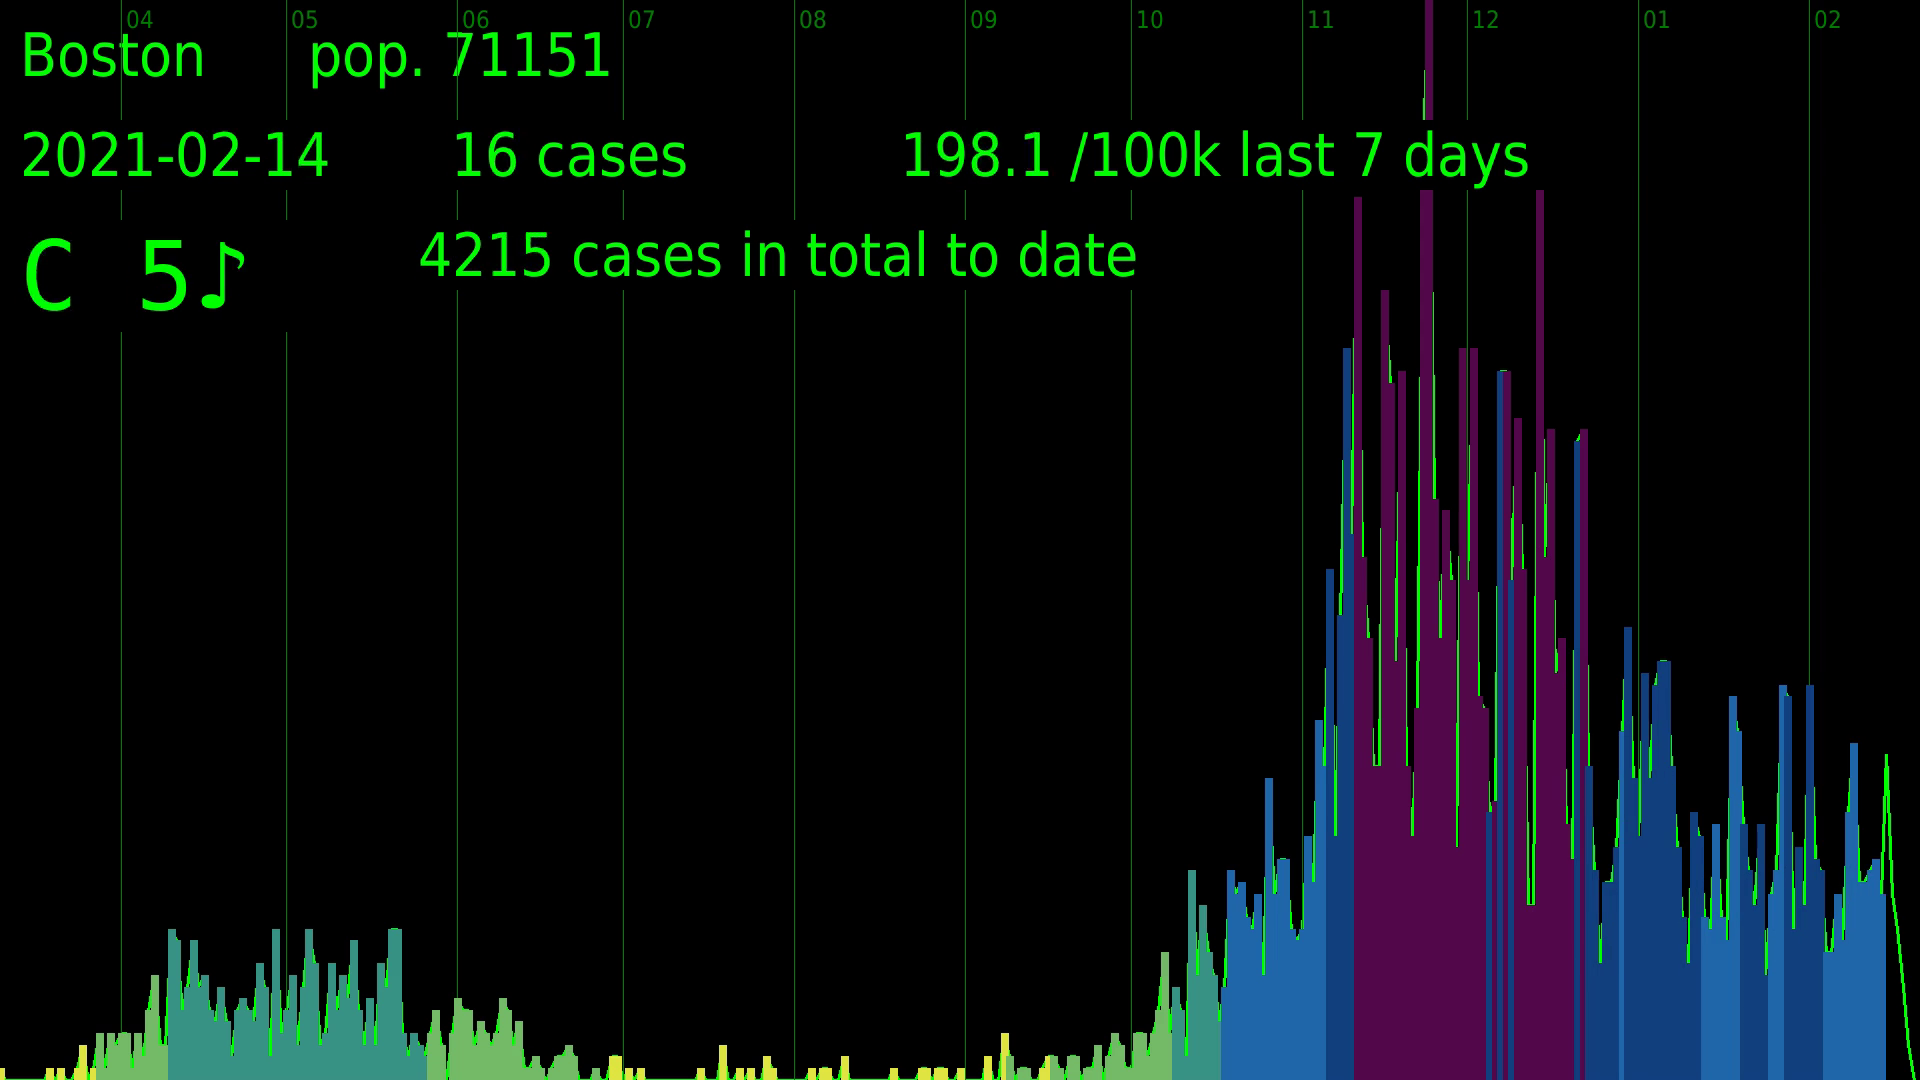 04 05 06 07 08 09 10 11 12 01 02
Boston pop. 71151
2021-02-14 16 cases 198.1 /100k last 7 days
C 5♪ 4215 cases in total to date